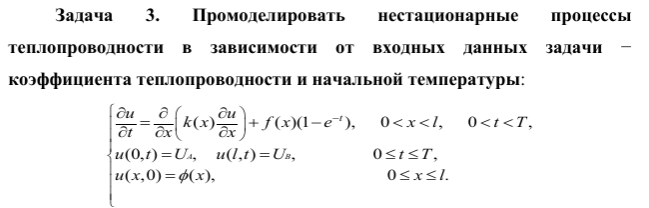 Задача 3. Промоделировать нестационарные процессы
теплопроводности в зависимости от входных данных задачи −
коэффициента теплопроводности и начальной температуры:
∂u/∂t = ∂/∂x (k(x) ∂u/∂x) + f(x)(1 − e⁻ᵗ), 0 < x < l, 0 < t < T,
u(0,t) = U_A, u(l,t) = U_B, 0 ≤ t ≤ T,
u(x,0) = ϕ(x), 0 ≤ x ≤ l.